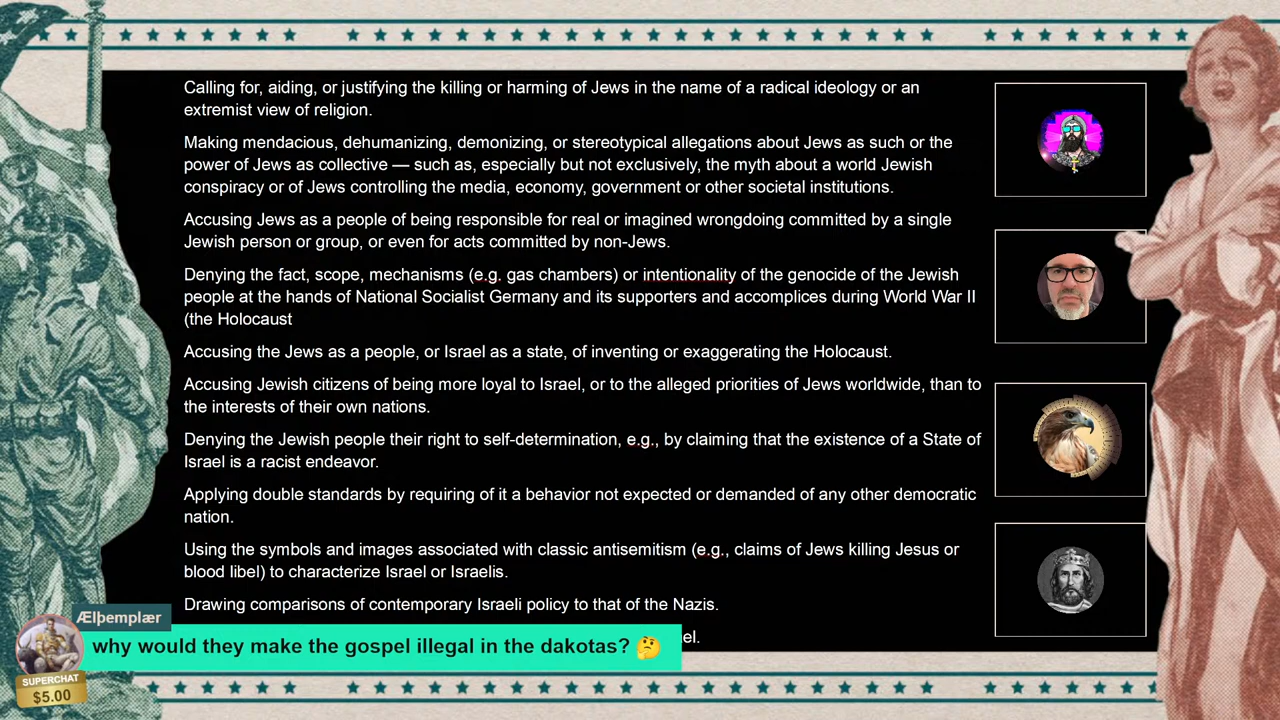 Calling for, aiding, or justifying the killing or harming of Jews in the name of a radical ideology or an
extremist view of religion.
Making mendacious, dehumanizing, demonizing, or stereotypical allegations about Jews as such or the
power of Jews as collective — such as, especially but not exclusively, the myth about a world Jewish
conspiracy or of Jews controlling the media, economy, government or other societal institutions.
Accusing Jews as a people of being responsible for real or imagined wrongdoing committed by a single
Jewish person or group, or even for acts committed by non-Jews.
Denying the fact, scope, mechanisms (e.g. gas chambers) or intentionality of the genocide of the Jewish
people at the hands of National Socialist Germany and its supporters and accomplices during World War II
(the Holocaust
Accusing the Jews as a people, or Israel as a state, of inventing or exaggerating the Holocaust.
Accusing Jewish citizens of being more loyal to Israel, or to the alleged priorities of Jews worldwide, than to
the interests of their own nations.
Denying the Jewish people their right to self-determination, e.g., by claiming that the existence of a State of
Israel is a racist endeavor.
Applying double standards by requiring of it a behavior not expected or demanded of any other democratic
nation.
Using the symbols and images associated with classic antisemitism (e.g., claims of Jews killing Jesus or
blood libel) to characterize Israel or Israelis.
Drawing comparisons of contemporary Israeli policy to that of the Nazis.
el.
Ælþemplær
why would they make the gospel illegal in the dakotas? 🤔
SUPERCHAT
$5.00